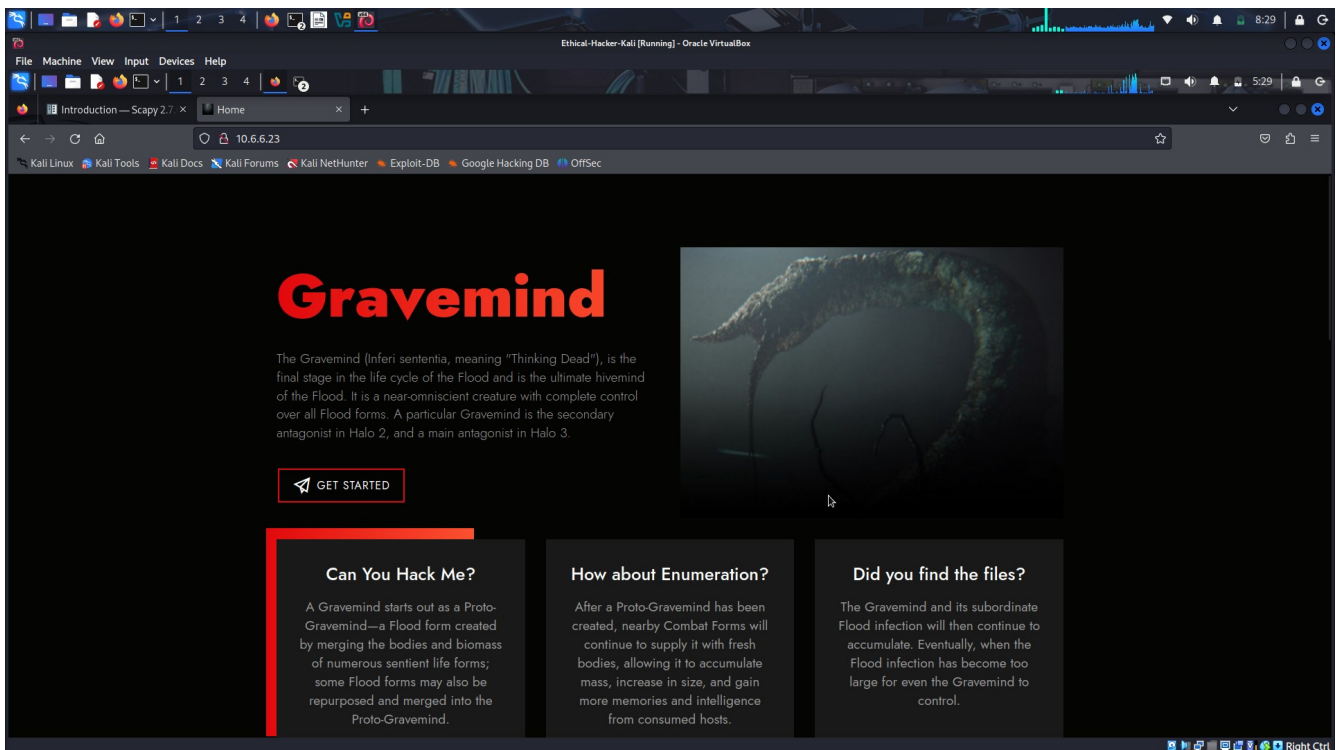 1 2 3 4
8:29
Ethical-Hacker-Kali [Running] - Oracle VirtualBox
File Machine View Input Devices Help
1 2 3 4
5:29
Introduction — Scapy 2.7
Home
10.6.6.23
Kali Linux Kali Tools Kali Docs Kali Forums Kali NetHunter Exploit-DB Google Hacking DB OffSec
Gravemind
The Gravemind (Inferi sententia, meaning "Thinking Dead"), is the
final stage in the life cycle of the Flood and is the ultimate hivemind
of the Flood. It is a near-omniscient creature with complete control
over all Flood forms. A particular Gravemind is the secondary
antagonist in Halo 2, and a main antagonist in Halo 3.
GET STARTED
Can You Hack Me?
A Gravemind starts out as a Proto-
Gravemind—a Flood form created
by merging the bodies and biomass
of numerous sentient life forms;
some Flood forms may also be
repurposed and merged into the
Proto-Gravemind.
How about Enumeration?
After a Proto-Gravemind has been
created, nearby Combat Forms will
continue to supply it with fresh
bodies, allowing it to accumulate
mass, increase in size, and gain
more memories and intelligence
from consumed hosts.
Did you find the files?
The Gravemind and its subordinate
Flood infection will then continue to
accumulate. Eventually, when the
Flood infection has become too
large for even the Gravemind to
control.
Right Ctrl